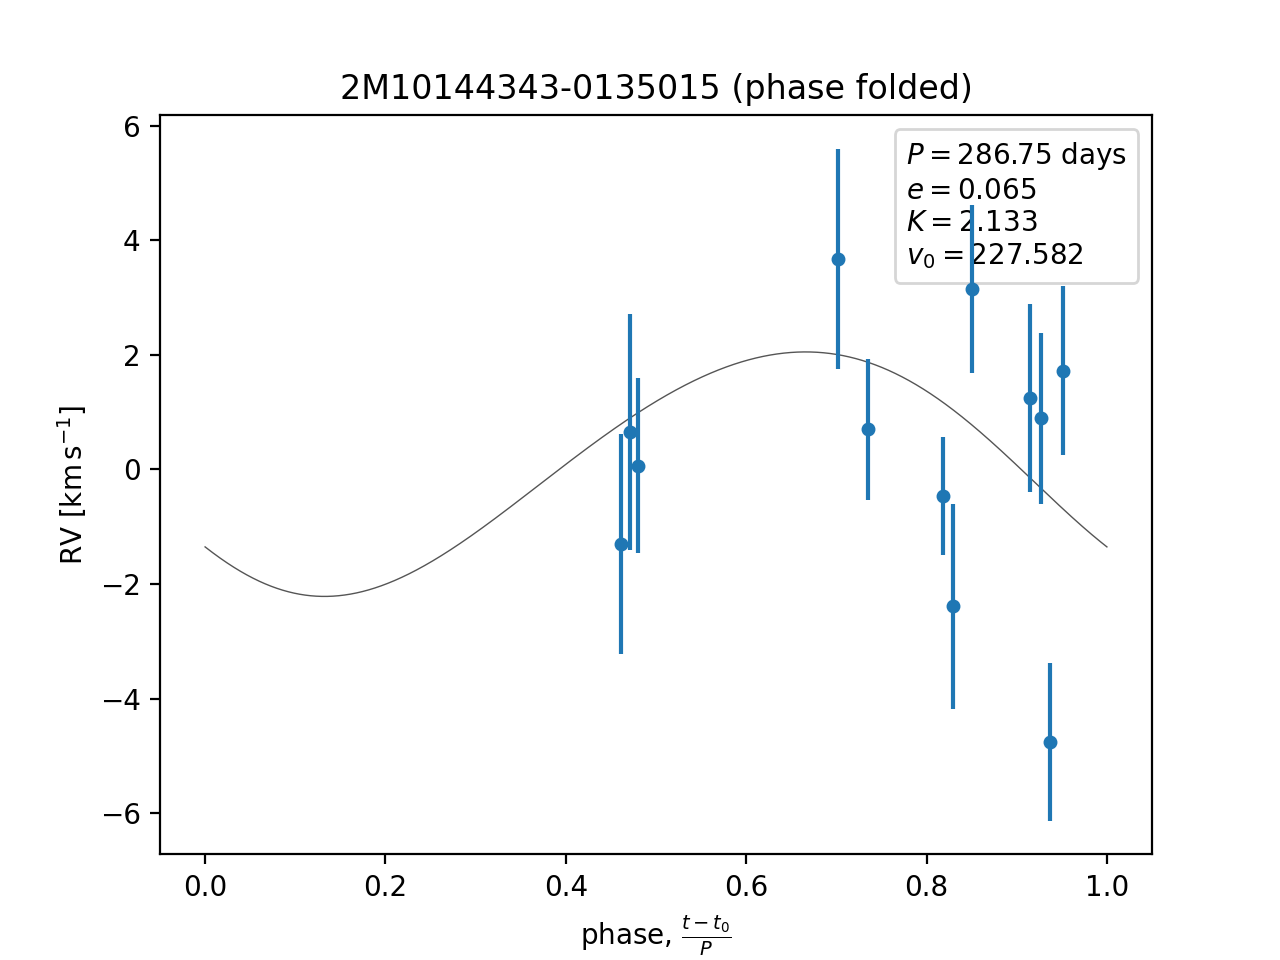 2M10144343-0135015 (phase folded)
P = 286.75 days
e = 0.065
K = 2.133
v₀ = 227.582
6
4
2
0
−2
−4
−6
RV [km s⁻¹]
0.0 0.2 0.4 0.6 0.8 1.0
phase, (t − t₀)/P